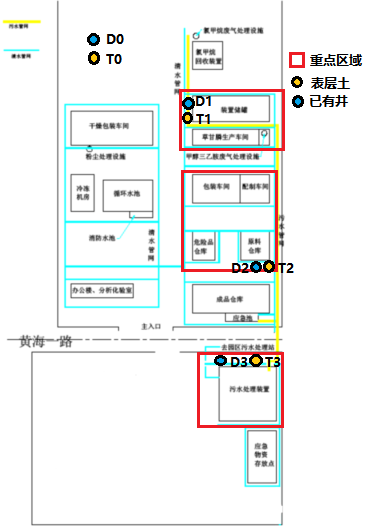 污水管网
清水管网
D0
T0
氯甲烷废气处理设施
氯甲烷
回收装置
清水管网
重点区域
表层土
已有井
D1
T1
装置储罐
草甘膦生产车间
甲醇三乙胺废气处理设施
干燥包装车间
粉尘处理设施
冷冻
机房
循环水池
消防水池
清水管网
包装车间
配制车间
污水管网
危险品
仓库
原料
仓库
D2
T2
办公楼、分析化验室
成品仓库
应急池
主入口
黄海一路
去园区污水处理站
D3
T3
污水处理装置
应急
物资
存放点